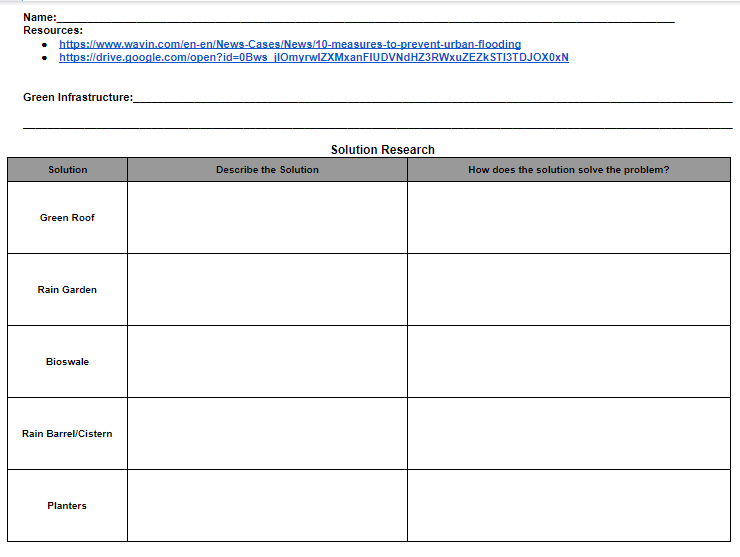 Name:
Resources:
https://www.wavin.com/en-en/News-Cases/News/10-measures-to-prevent-urban-flooding
https://drive.google.com/open?id=0Bws_jIOmyrwIZXMxanFIUDVNdHZ3RWxuZEZkSTI3TDJOX0xN
Green Infrastructure:
Solution Research
Solution Describe the Solution How does the solution solve the problem?
Green Roof
Rain Garden
Bioswale
Rain Barrel/Cistern
Planters